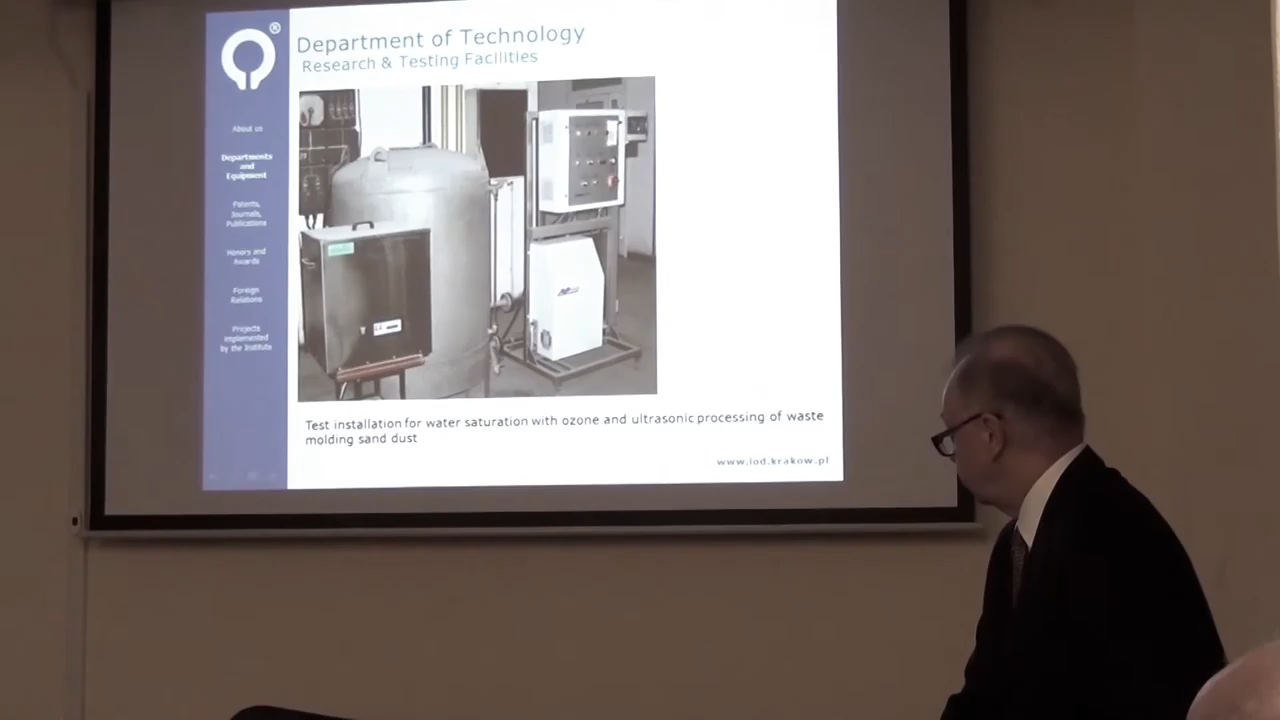 ®
Department of Technology
Research & Testing Facilities
About us
Departments
and
Equipment
Patents,
Journals,
Publications
Honors and
Awards
Foreign
Relations
Projects
implemented
by the Institute
Test installation for water saturation with ozone and ultrasonic processing of waste
molding sand dust
www.iod.krakow.pl